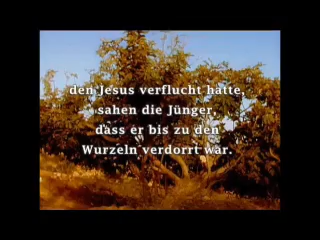 den Jesus verflucht hatte,
sahen die Jünger,
dass er bis zu den
Wurzeln verdorrt war.